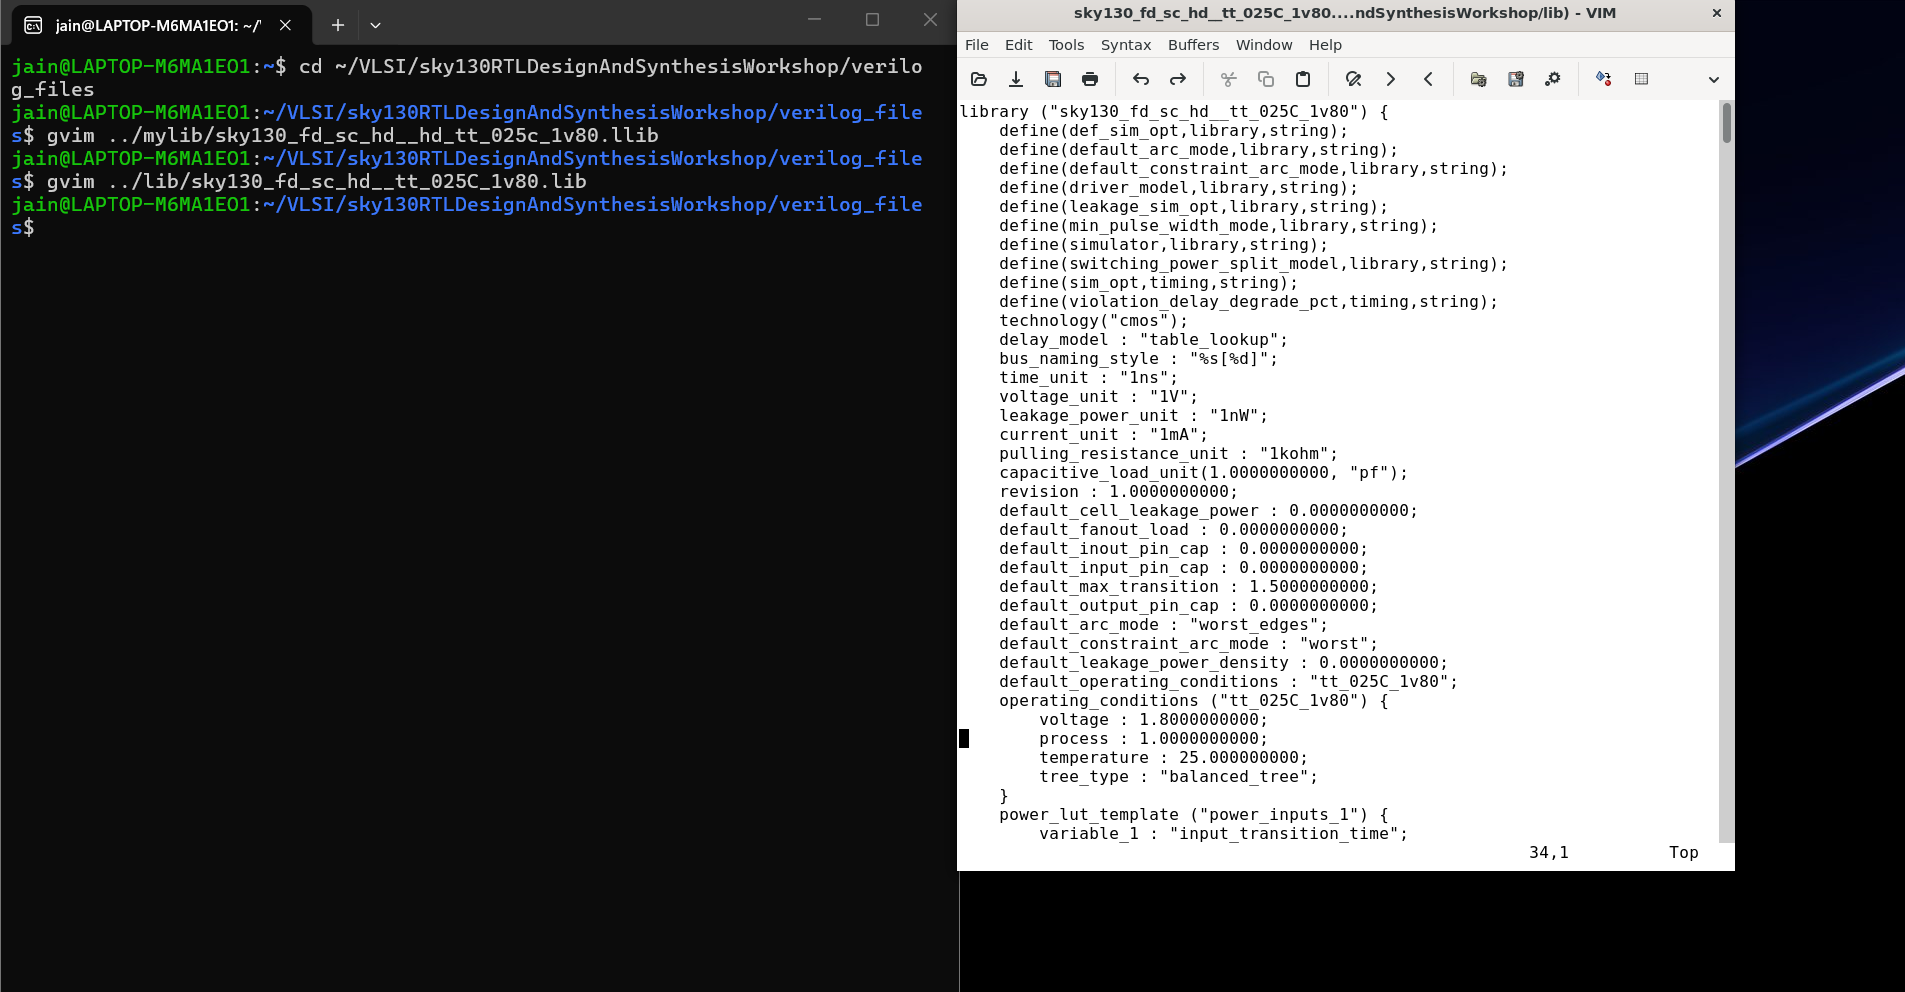 jain@LAPTOP-M6MA1EO1: ~/'
jain@LAPTOP-M6MA1EO1:~$ cd ~/VLSI/sky130RTLDesignAndSynthesisWorkshop/verilo
g_files
jain@LAPTOP-M6MA1EO1:~/VLSI/sky130RTLDesignAndSynthesisWorkshop/verilog_file
s$ gvim ../mylib/sky130_fd_sc_hd__hd_tt_025c_1v80.llib
jain@LAPTOP-M6MA1EO1:~/VLSI/sky130RTLDesignAndSynthesisWorkshop/verilog_file
s$ gvim ../lib/sky130_fd_sc_hd__tt_025C_1v80.lib
jain@LAPTOP-M6MA1EO1:~/VLSI/sky130RTLDesignAndSynthesisWorkshop/verilog_file
s$
sky130_fd_sc_hd__tt_025C_1v80....ndSynthesisWorkshop/lib) - VIM
File Edit Tools Syntax Buffers Window Help
library ("sky130_fd_sc_hd__tt_025C_1v80") {
    define(def_sim_opt,library,string);
    define(default_arc_mode,library,string);
    define(default_constraint_arc_mode,library,string);
    define(driver_model,library,string);
    define(leakage_sim_opt,library,string);
    define(min_pulse_width_mode,library,string);
    define(simulator,library,string);
    define(switching_power_split_model,library,string);
    define(sim_opt,timing,string);
    define(violation_delay_degrade_pct,timing,string);
    technology("cmos");
    delay_model : "table_lookup";
    bus_naming_style : "%s[%d]";
    time_unit : "1ns";
    voltage_unit : "1V";
    leakage_power_unit : "1nW";
    current_unit : "1mA";
    pulling_resistance_unit : "1kohm";
    capacitive_load_unit(1.0000000000, "pf");
    revision : 1.0000000000;
    default_cell_leakage_power : 0.0000000000;
    default_fanout_load : 0.0000000000;
    default_inout_pin_cap : 0.0000000000;
    default_input_pin_cap : 0.0000000000;
    default_max_transition : 1.5000000000;
    default_output_pin_cap : 0.0000000000;
    default_arc_mode : "worst_edges";
    default_constraint_arc_mode : "worst";
    default_leakage_power_density : 0.0000000000;
    default_operating_conditions : "tt_025C_1v80";
    operating_conditions ("tt_025C_1v80") {
        voltage : 1.8000000000;
        process : 1.0000000000;
        temperature : 25.000000000;
        tree_type : "balanced_tree";
    }
    power_lut_template ("power_inputs_1") {
        variable_1 : "input_transition_time";
34,1 Top